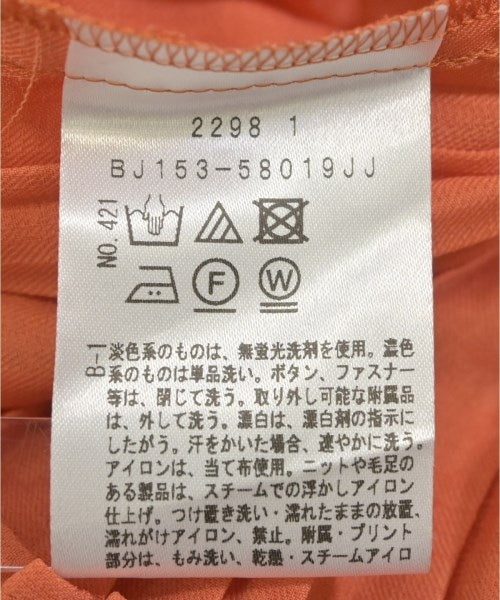 2298 1
BJ153-58019JJ
NO.421
F
W
B-1
淡色系のものは、無蛍光洗剤を使用。濃色
系のものは単品洗い。ボタン、ファスナー
等は、閉じて洗う。取り外し可能な附属品
は、外して洗う。漂白は、漂白剤の指示に
したがう。汗をかいた場合、速やかに洗う。
アイロンは、当て布使用。ニットや毛足の
ある製品は、スチームでの浮かしアイロン
仕上げ。つけ置き洗い・濡れたままの放置、
濡れがけアイロン、禁止。附属・プリント
部分は、もみ洗い、乾熱・スチームアイロ